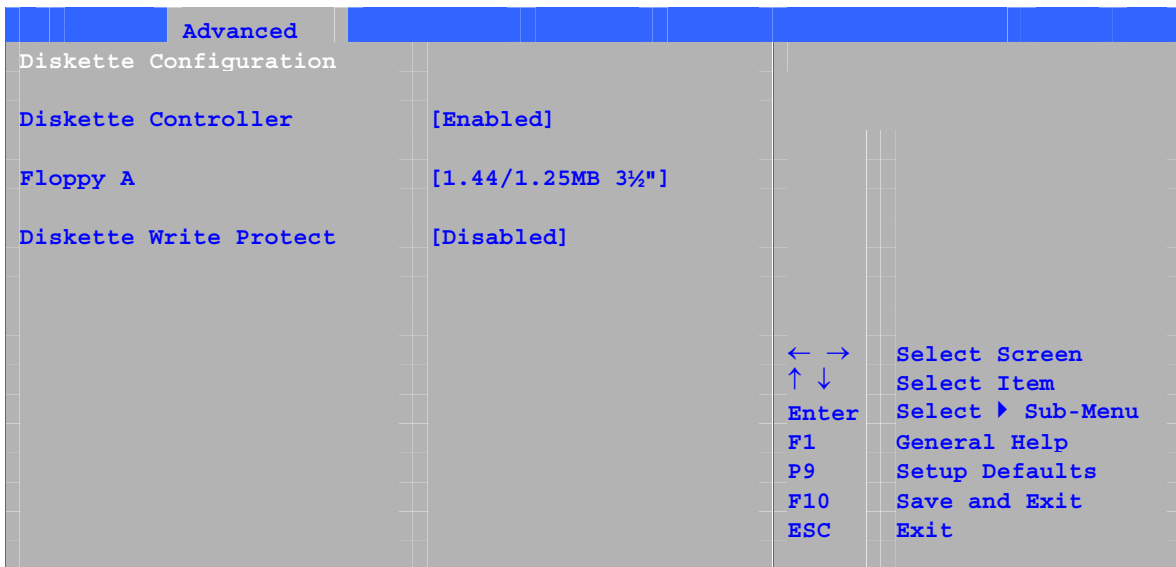 Advanced
Diskette Configuration
Diskette Controller [Enabled]
Floppy A [1.44/1.25MB 3½"]
Diskette Write Protect [Disabled]
← → Select Screen
↑ ↓ Select Item
Enter Select ▶ Sub-Menu
F1 General Help
P9 Setup Defaults
F10 Save and Exit
ESC Exit